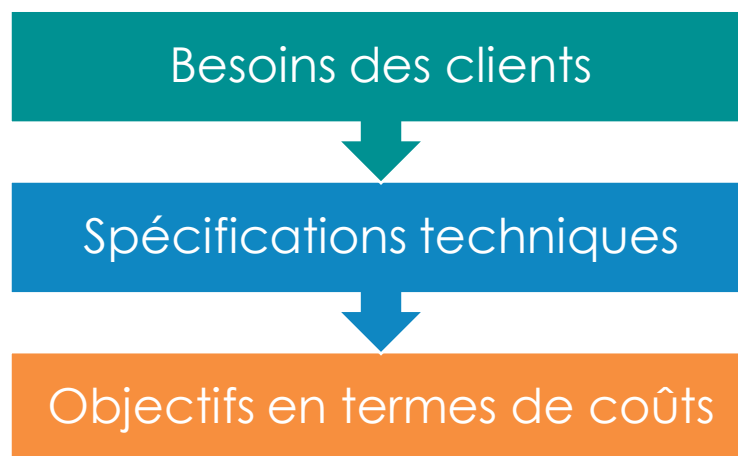 Besoins des clients
Spécifications techniques
Objectifs en termes de coûts